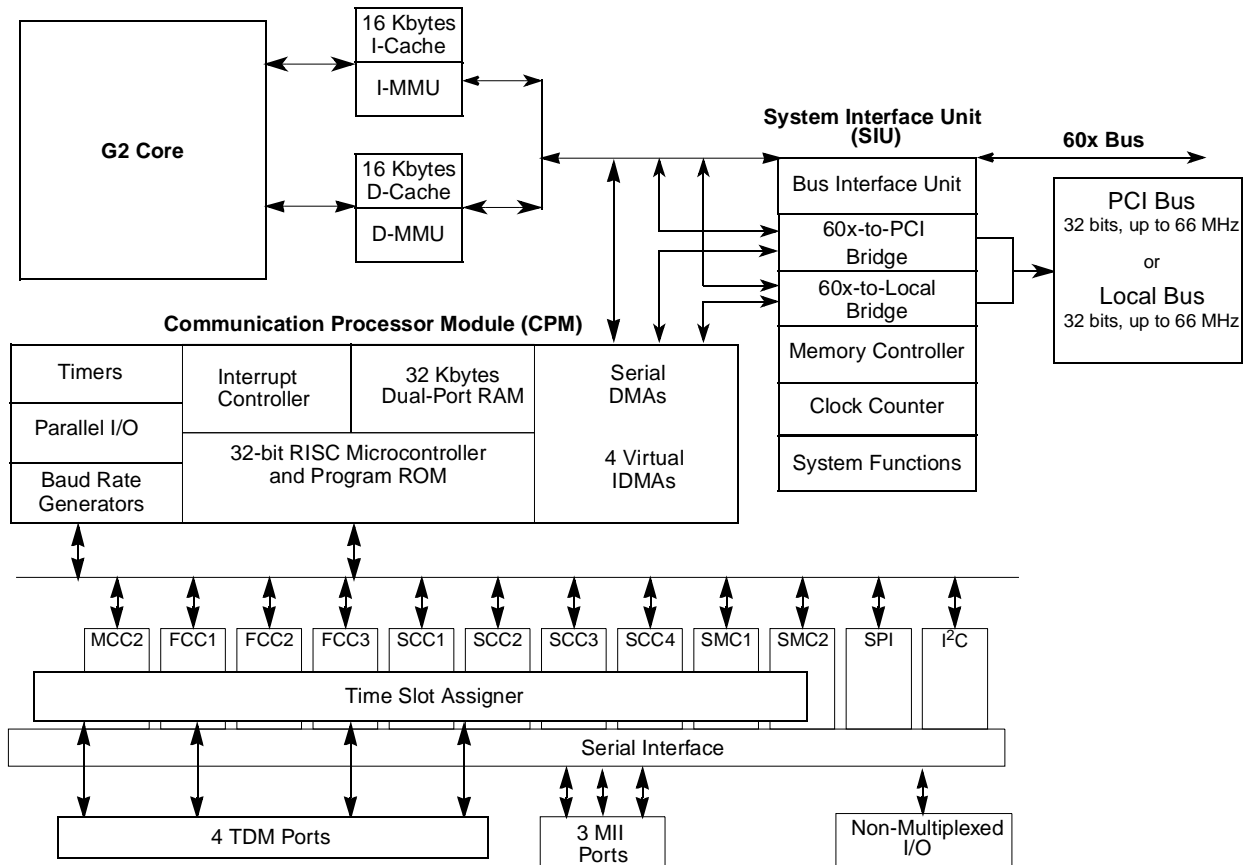 16 Kbytes
I-Cache
I-MMU
G2 Core
16 Kbytes
D-Cache
D-MMU
System Interface Unit
(SIU)
60x Bus
Bus Interface Unit
60x-to-PCI
Bridge
60x-to-Local
Bridge
Memory Controller
Clock Counter
System Functions
PCI Bus
32 bits, up to 66 MHz
or
Local Bus
32 bits, up to 66 MHz
Communication Processor Module (CPM)
Timers
Parallel I/O
Baud Rate
Generators
Interrupt
Controller
32 Kbytes
Dual-Port RAM
32-bit RISC Microcontroller
and Program ROM
Serial
DMAs
4 Virtual
IDMAs
MCC2 FCC1 FCC2 FCC3 SCC1 SCC2 SCC3 SCC4 SMC1 SMC2 SPI I²C
Time Slot Assigner
Serial Interface
4 TDM Ports
3 MII
Ports
Non-Multiplexed
I/O